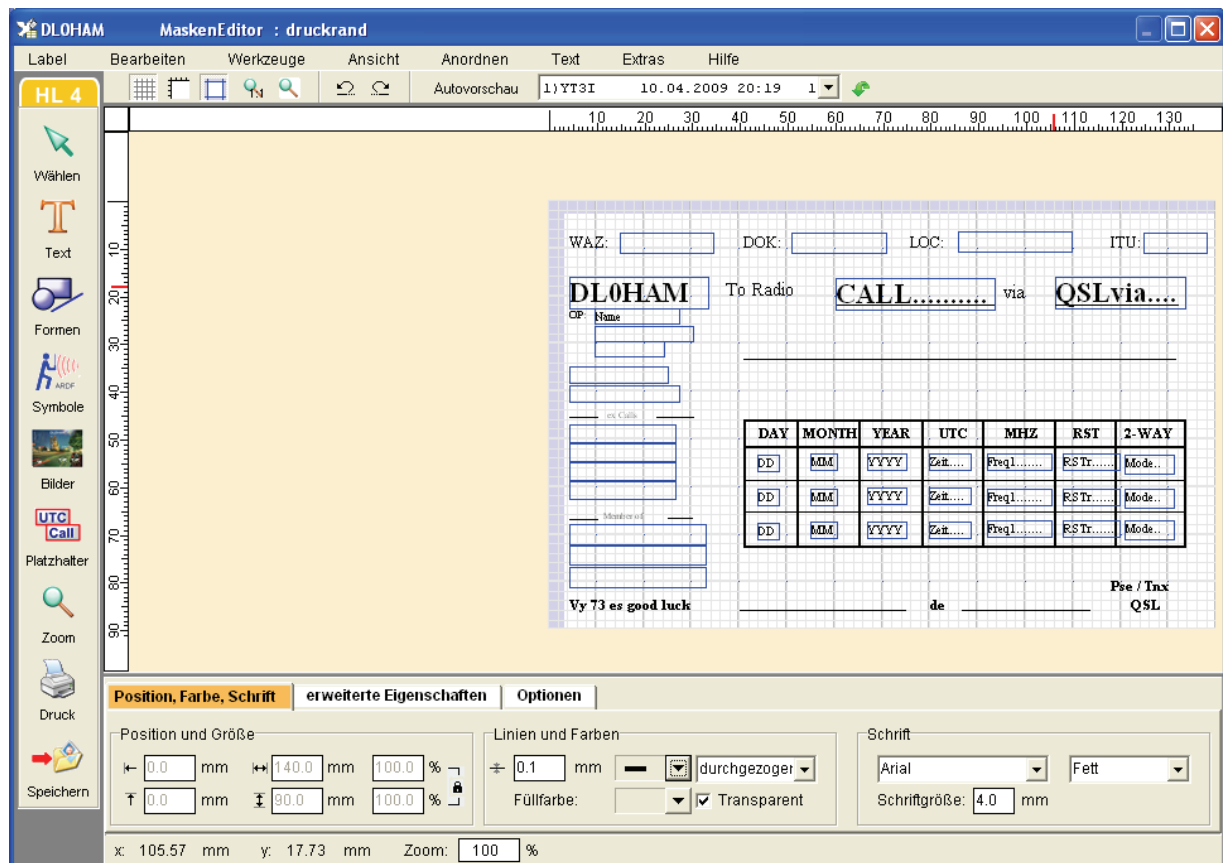 DL0HAM MaskenEditor : druckrand
Label Bearbeiten Werkzeuge Ansicht Anordnen Text Extras Hilfe
HL 4
Autovorschau 1)YT3I 10.04.2009 20:19 1
10 20 30 40 50 60 70 80 90 100 110 120 130
Wählen
Text
Formen
ARDF
Symbole
Bilder
UTC
Call
Platzhalter
Zoom
Druck
Speichern
10
20
30
40
50
60
70
80
90
WAZ: DOK: LOC: ITU:
DL0HAM To Radio CALL.......... via QSLvia....
OP: Name
ex Calls
DAY MONTH YEAR UTC MHZ RST 2-WAY
DD MM YYYY Zeit.... Freq1....... RSTr...... Mode..
DD MM YYYY Zeit.... Freq1....... RSTr...... Mode..
DD MM YYYY Zeit.... Freq1....... RSTr...... Mode..
Member of
Pse / Tnx
Vy 73 es good luck de QSL
Position, Farbe, Schrift erweiterte Eigenschaften Optionen
Position und Größe Linien und Farben Schrift
0.0 mm 140.0 mm 100.0 % 0.1 mm durchgezoger Arial Fett
0.0 mm 90.0 mm 100.0 % Füllfarbe: Transparent Schriftgröße: 4.0 mm
x: 105.57 mm y: 17.73 mm Zoom: 100 %